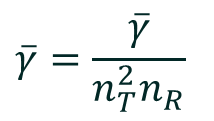 γ̄ = γ̄ / n_T^2 n_R